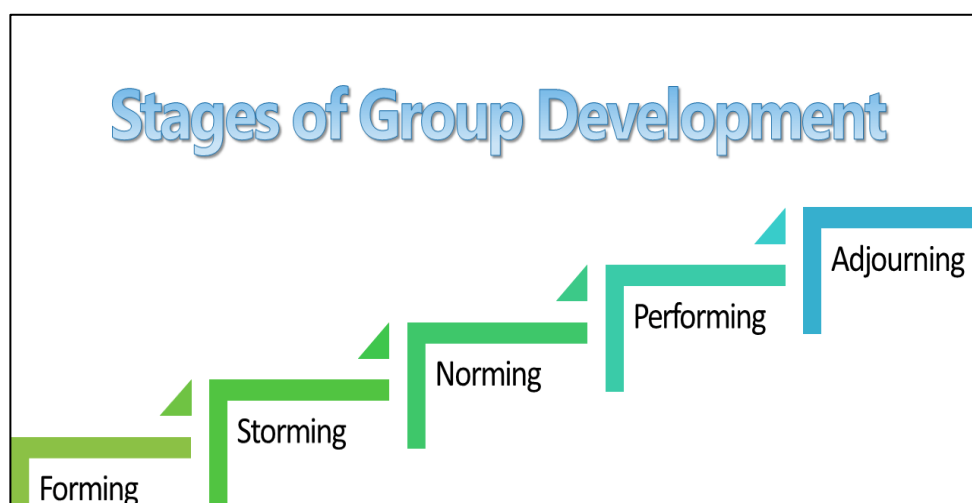 Stages of Group Development
Adjourning
Performing
Norming
Storming
Forming